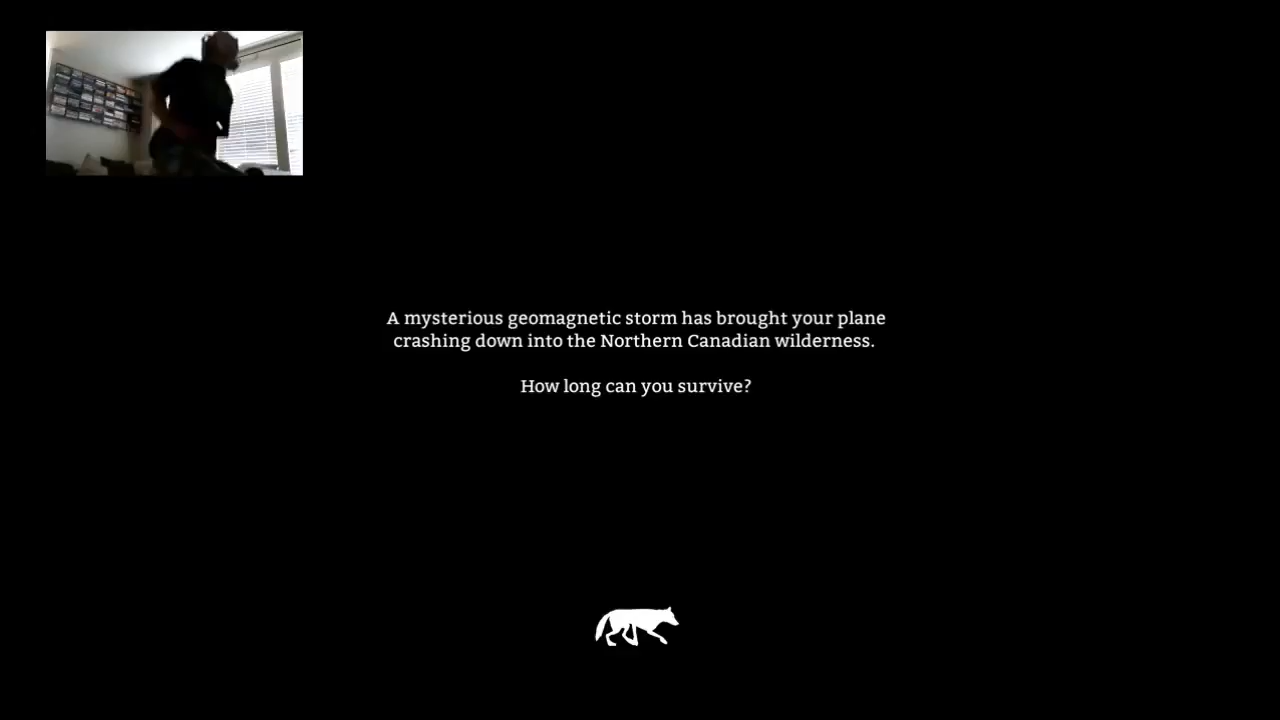 A mysterious geomagnetic storm has brought your plane
crashing down into the Northern Canadian wilderness.
How long can you survive?